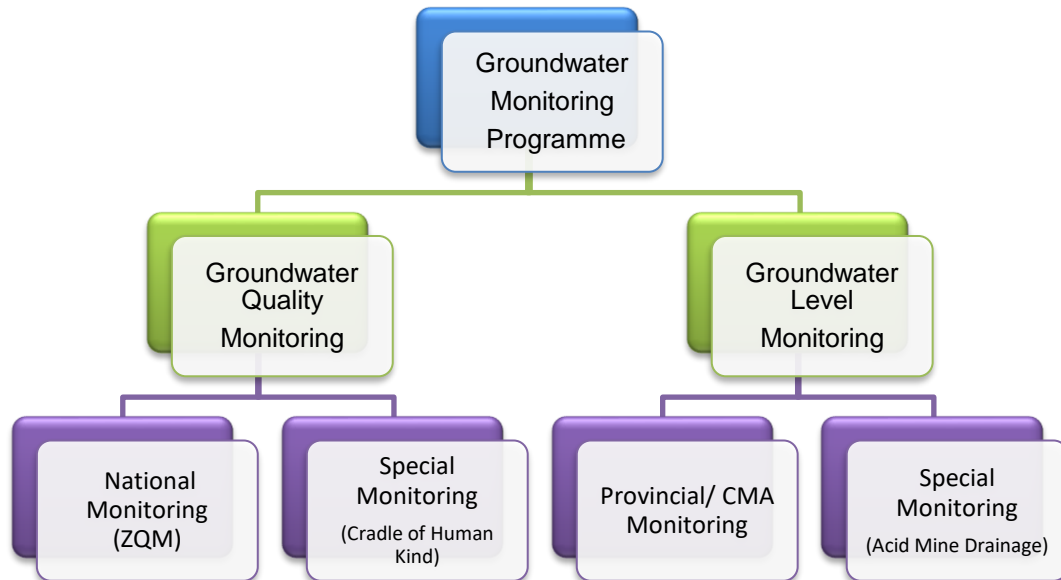 Groundwater
Monitoring
Programme
Groundwater
Quality
Monitoring
Groundwater
Level
Monitoring
National
Monitoring
(ZQM)
Special
Monitoring
(Cradle of Human
Kind)
Provincial/ CMA
Monitoring
Special
Monitoring
(Acid Mine Drainage)